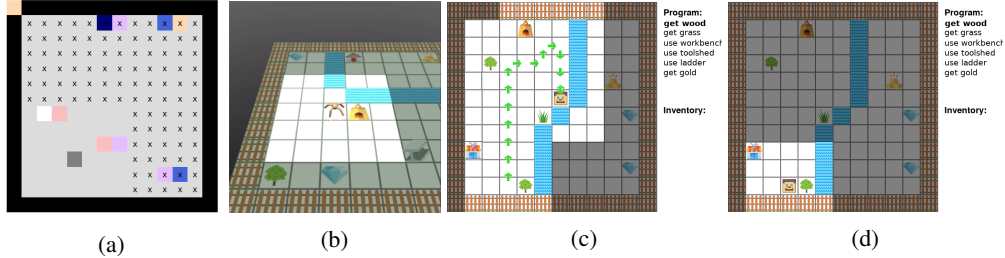 x x x x x x x x x x x x
x x x x x x x x x x x x
x x x x x x x x x x x x
x x x x x x x x x x x x
x x x x x x x x x x x x
x x x x x x x x x x x x
x x x x x
x x x x x
x x x x x
x x x x x
x x x x x
x x x x x
(a)
(b)
Program:
get wood
get grass
use workbench
use toolshed
use ladder
get gold
Inventory:
(c)
Program:
get wood
get grass
use workbench
use toolshed
use ladder
get gold
Inventory:
(d)